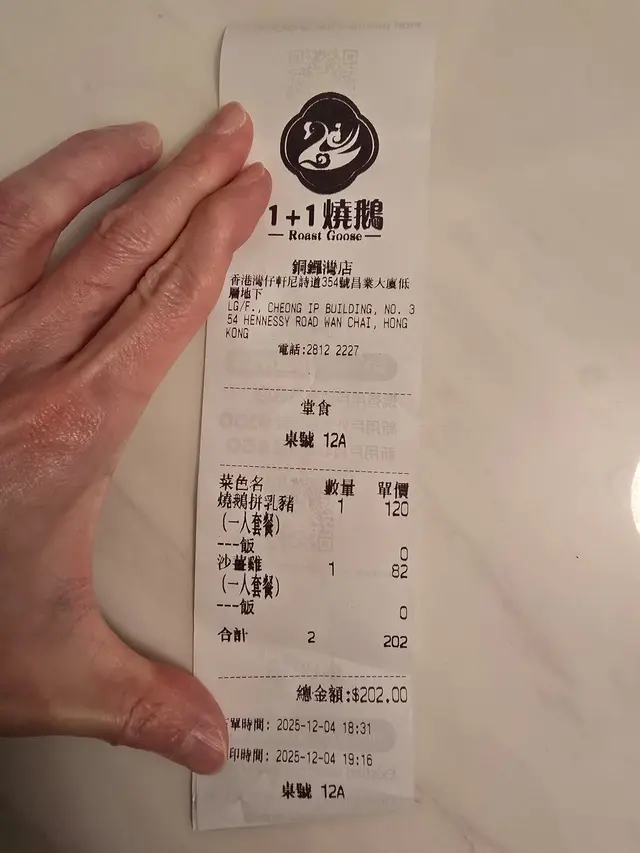 1+1燒鵝
Roast Goose
銅鑼灣店
香港灣仔軒尼詩道354號昌業大廈低
層地下
LG/F., CHEONG IP BUILDING, NO. 3
54 HENNESSY ROAD WAN CHAI, HONG
KONG
電話:2812 2227
堂食
桌號 12A
菜色名 數量 單價
燒鵝拼乳豬 1 120
(一人套餐)
---飯 0
沙薑雞 1 82
(一人套餐)
---飯 0
合計 2 202
總金額:$202.00
單時間: 2025-12-04 18:31
印時間: 2025-12-04 19:16
桌號 12A